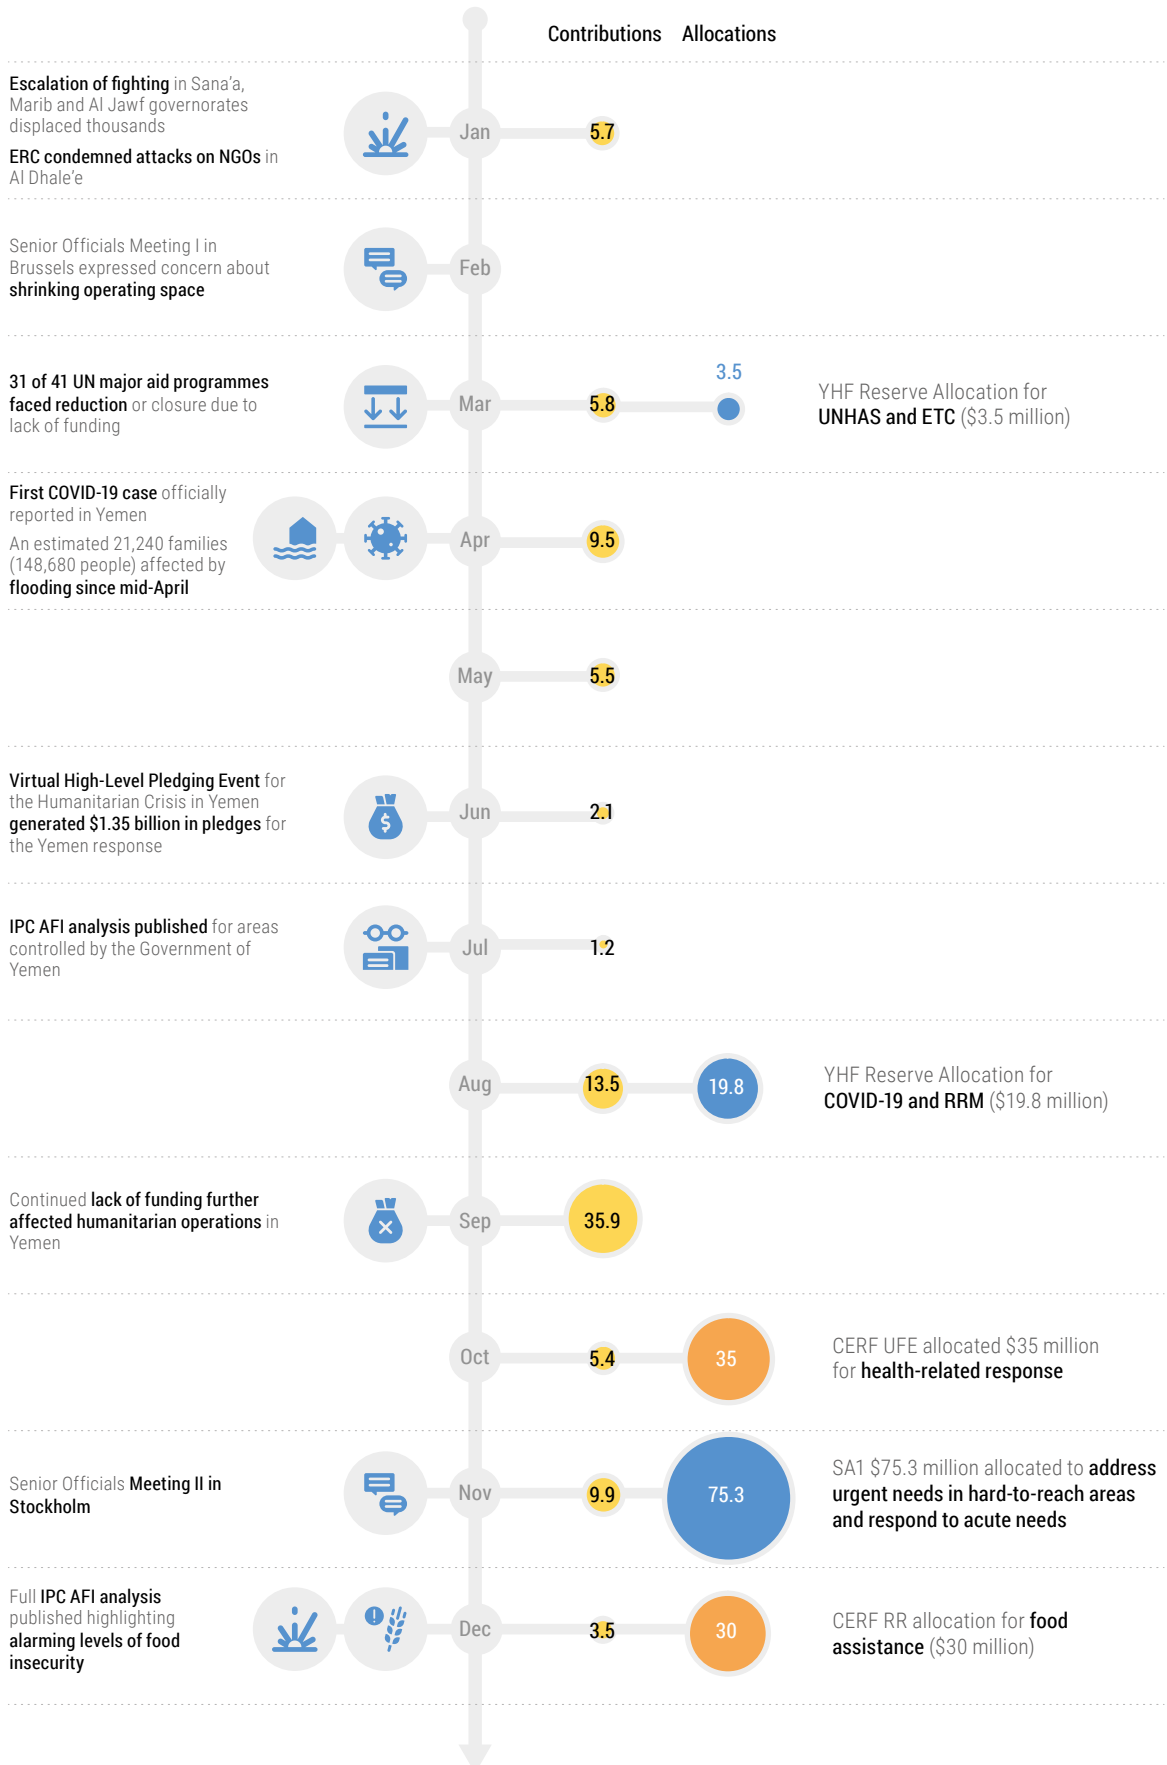 Contributions Allocations
Escalation of fighting in Sana’a,
Marib and Al Jawf governorates
displaced thousands
ERC condemned attacks on NGOs in
Al Dhale’e
Jan
5.7
Senior Officials Meeting I in
Brussels expressed concern about
shrinking operating space
Feb
31 of 41 UN major aid programmes
faced reduction or closure due to
lack of funding
Mar
5.8
3.5
YHF Reserve Allocation for
UNHAS and ETC ($3.5 million)
First COVID-19 case officially
reported in Yemen
An estimated 21,240 families
(148,680 people) affected by
flooding since mid-April
Apr
9.5
May
5.5
Virtual High-Level Pledging Event for
the Humanitarian Crisis in Yemen
generated $1.35 billion in pledges for
the Yemen response
$
Jun
2.1
IPC AFI analysis published for areas
controlled by the Government of
Yemen
Jul
1.2
Aug
13.5
19.8
YHF Reserve Allocation for
COVID-19 and RRM ($19.8 million)
Continued lack of funding further
affected humanitarian operations in
Yemen
Sep
35.9
Oct
5.4
35
CERF UFE allocated $35 million
for health-related response
Senior Officials Meeting II in
Stockholm
Nov
9.9
75.3
SA1 $75.3 million allocated to address
urgent needs in hard-to-reach areas
and respond to acute needs
Full IPC AFI analysis
published highlighting
alarming levels of food
insecurity
Dec
3.5
30
CERF RR allocation for food
assistance ($30 million)